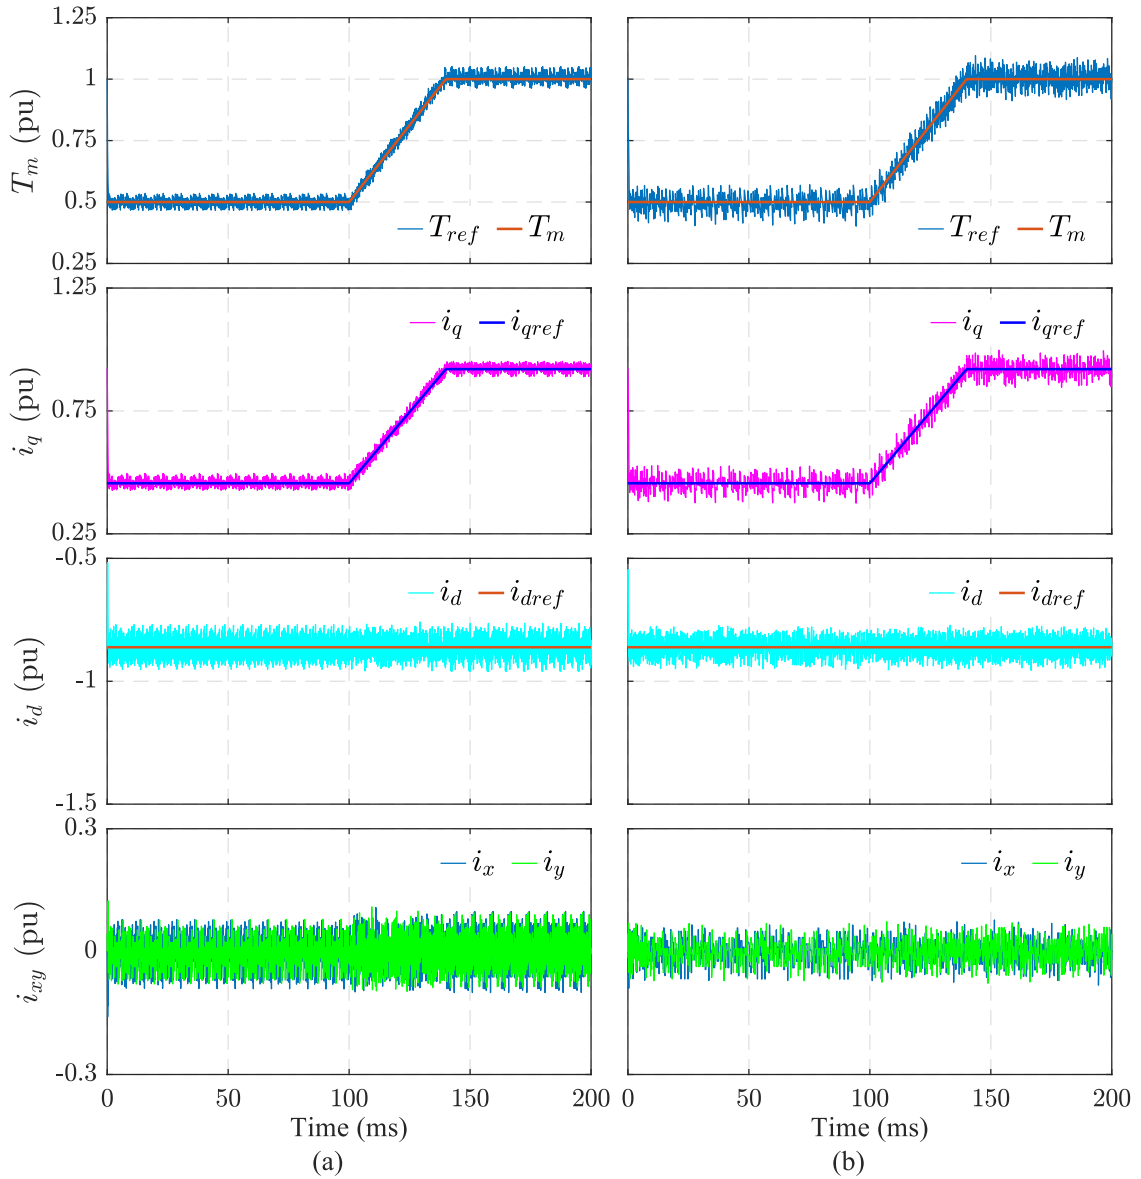 1.25
1
0.75
0.5
0.25
T_m (pu)
T_ref T_m
T_ref T_m
1.25
0.75
0.25
i_q (pu)
i_q i_qref
i_q i_qref
-0.5
-1
-1.5
i_d (pu)
i_d i_dref
i_d i_dref
0.3
0
-0.3
i_xy (pu)
i_x i_y
i_x i_y
0 50 100 150 200
0 50 100 150 200
Time (ms)
Time (ms)
(a)
(b)